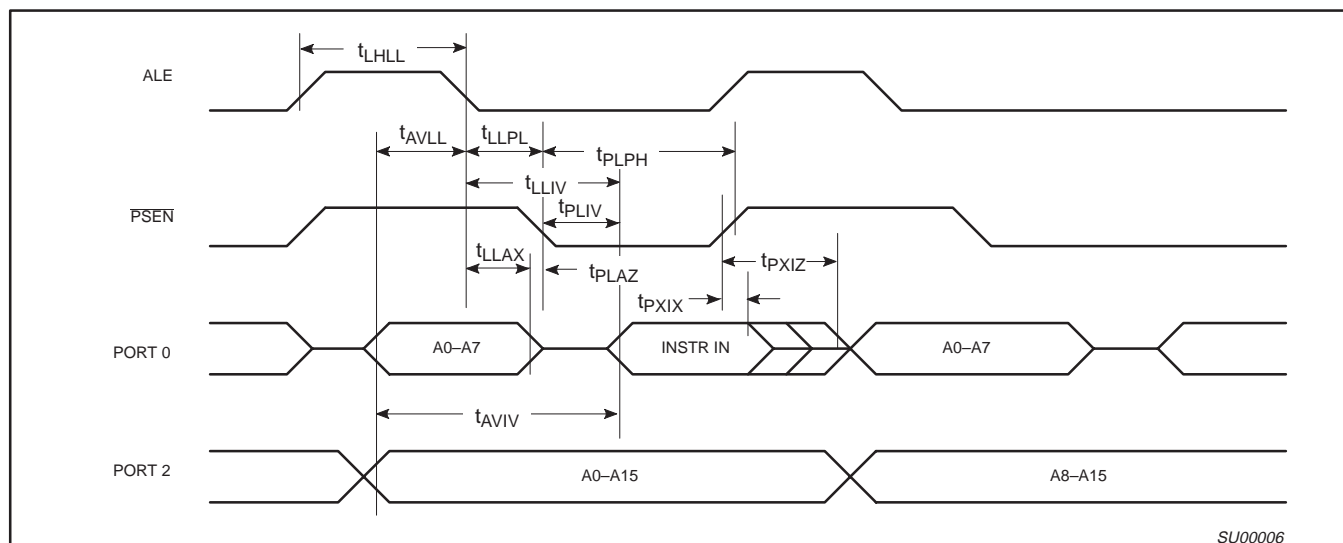 ALE
tLHLL
tAVLL
tLLPL
tPLPH
tLLIV
PSEN
tPLIV
tLLAX
tPLAZ
tPXIZ
tPXIX
PORT 0
A0–A7
INSTR IN
A0–A7
tAVIV
PORT 2
A0–A15
A8–A15
SU00006